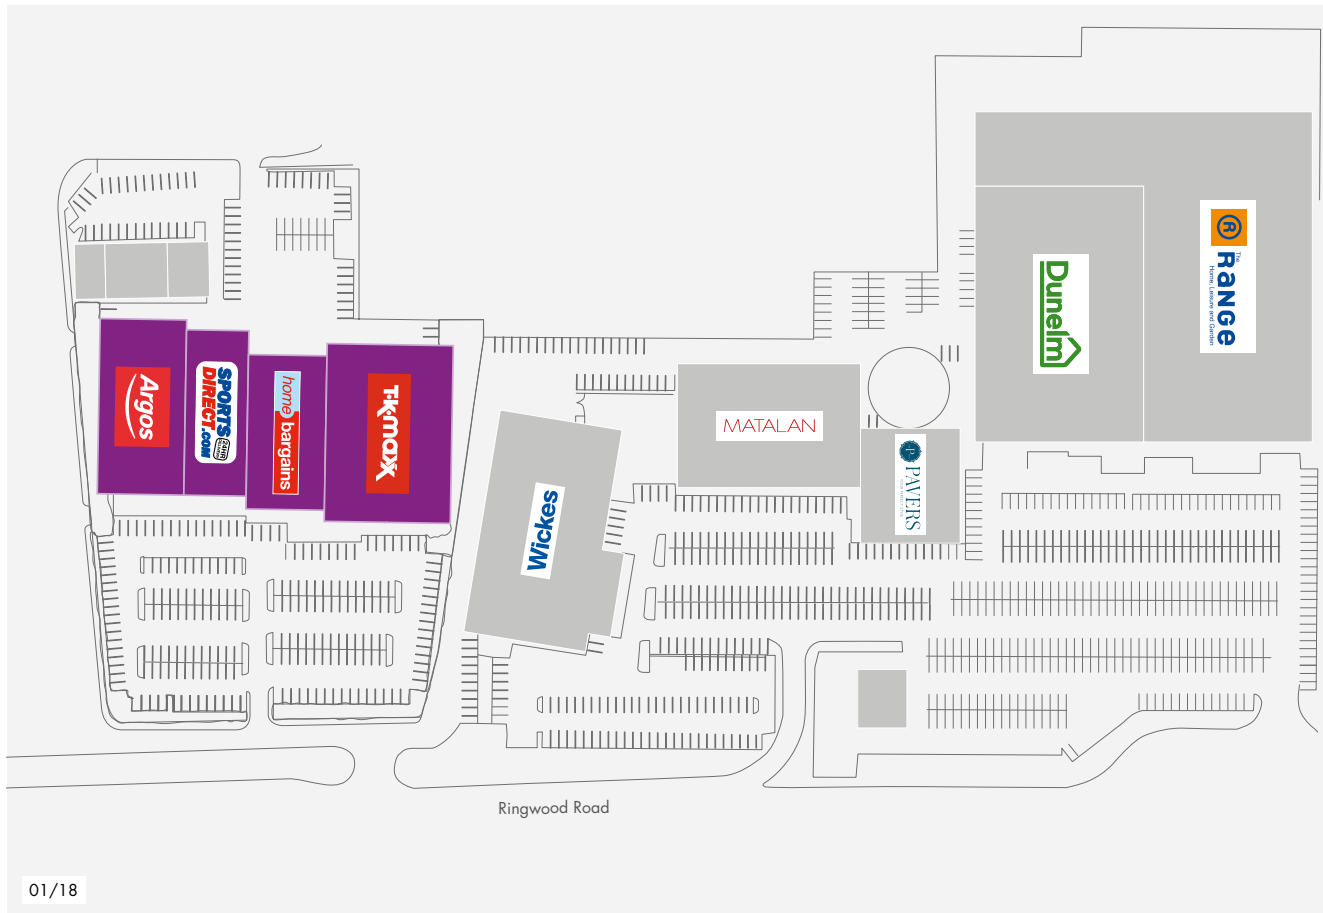 Argos
SPORTS
DIRECT.COM
24HR
home
bargains
T·K·maxx
Wickes
MATALAN
P
PAVERS
Dunelm
R
The
RaNGe
Home, Leisure and Garden
Ringwood Road
01/18